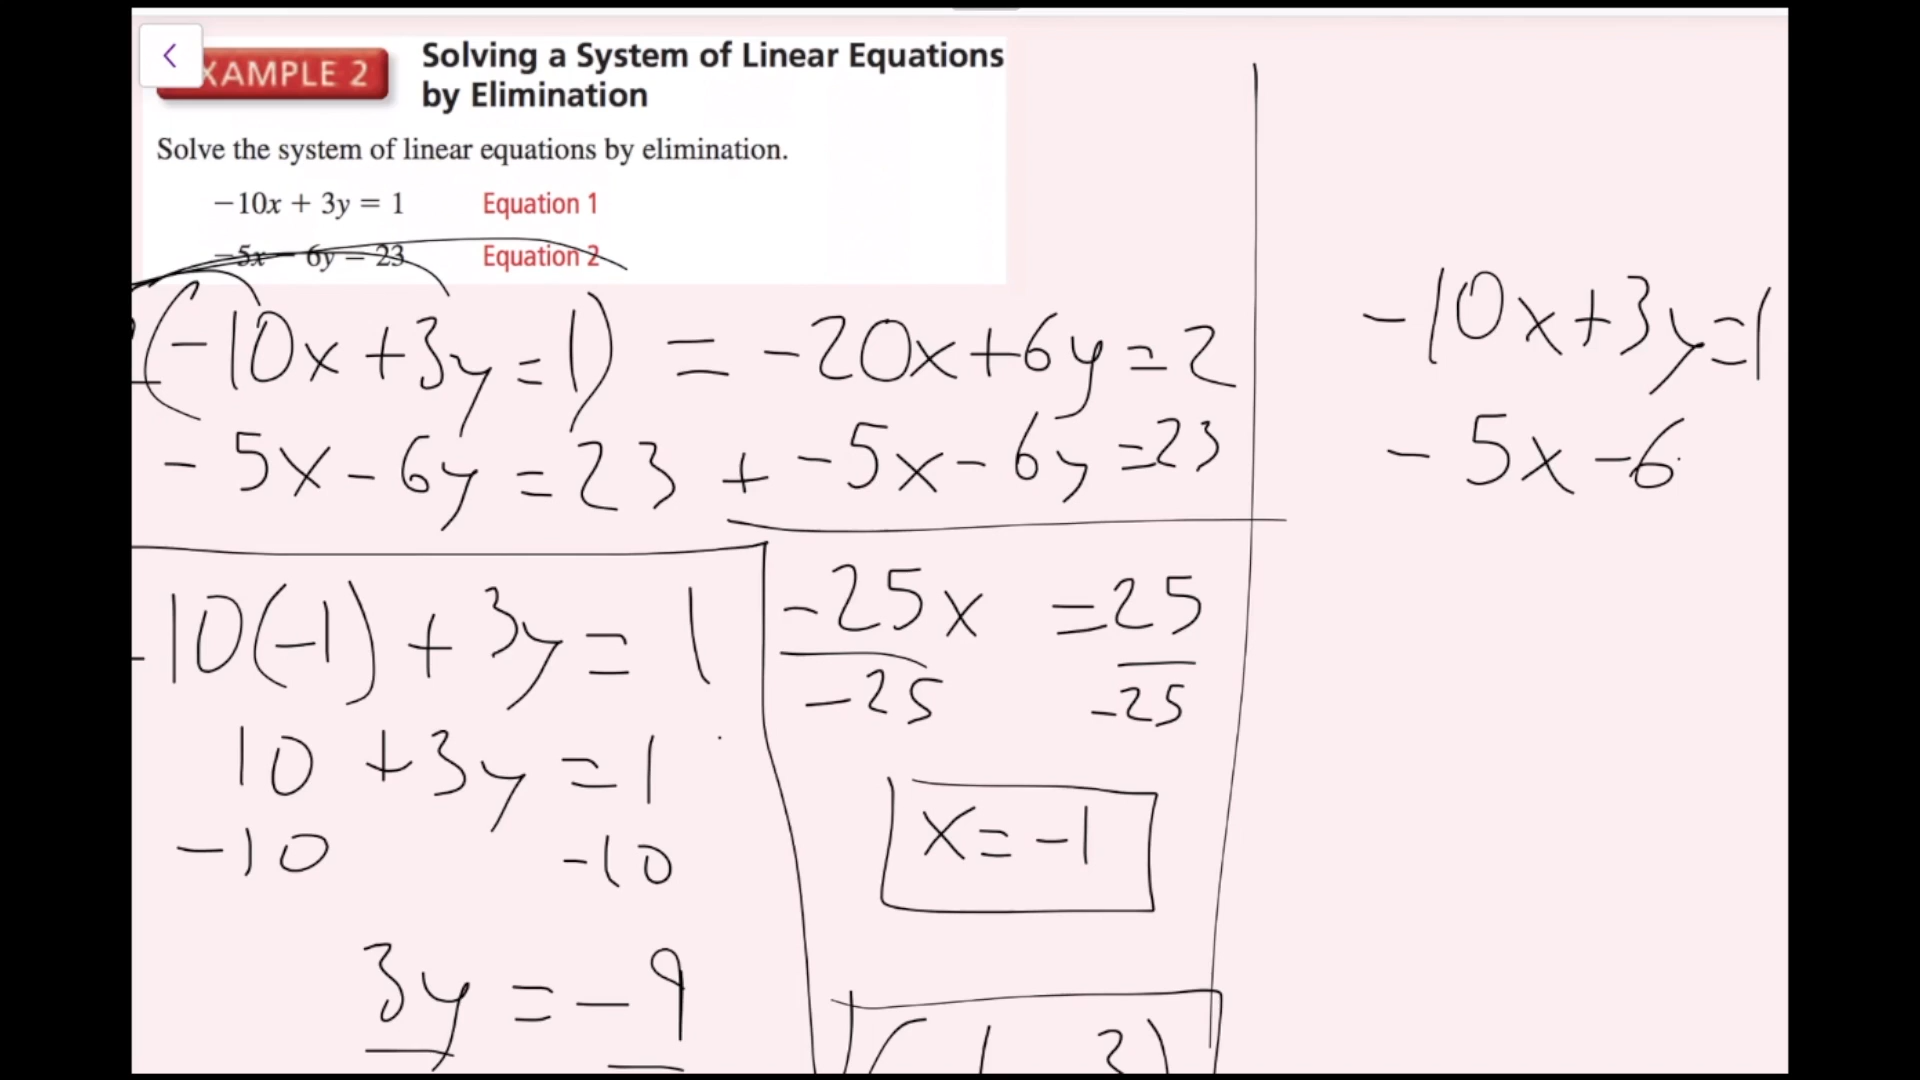 XAMPLE 2
Solving a System of Linear Equations
by Elimination
Solve the system of linear equations by elimination.
−10x + 3y = 1 Equation 1
−5x − 6y = 23 Equation 2
(-10x+3y=1) = -20x+6y=2
-5x-6y=23 + -5x-6y=23
-10(-1)+3y=1
10+3y=1
-10 -10
3y=-9
-25x =25
-25 -25
x=-1
-10x+3y=1
-5x-6